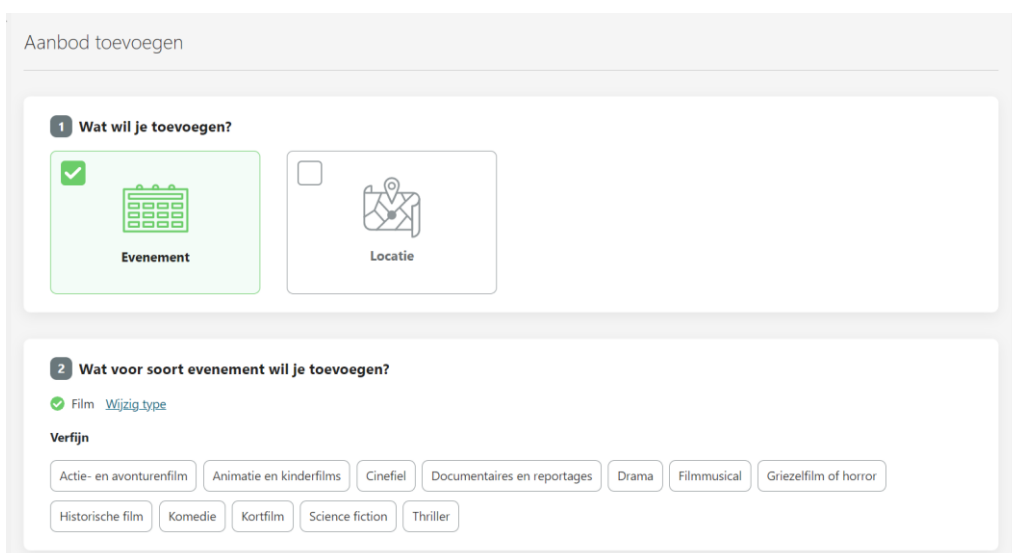 Aanbod toevoegen
1 Wat wil je toevoegen?
Evenement Locatie
2 Wat voor soort evenement wil je toevoegen?
Film Wijzig type
Verfijn
Actie- en avonturenfilm Animatie en kinderfilms Cinefiel Documentaires en reportages Drama Filmmusical Griezelfilm of horror
Historische film Komedie Kortfilm Science fiction Thriller